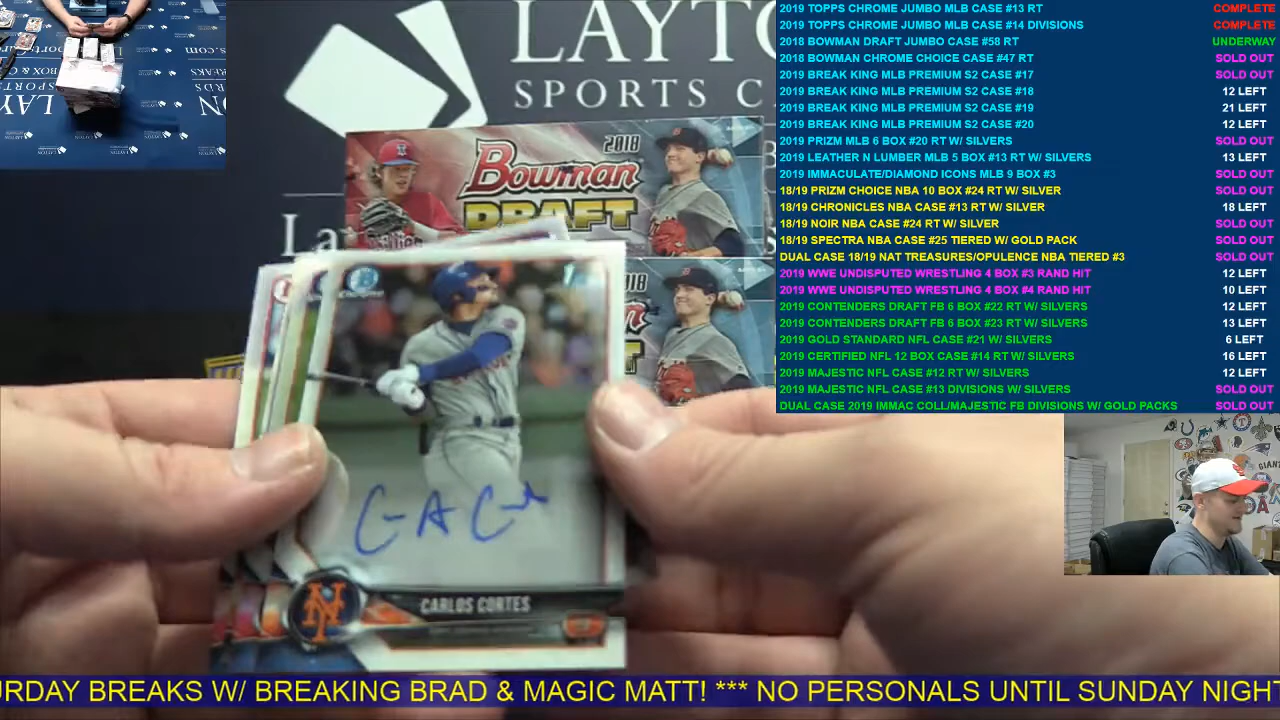 LAYT
SPORTS C
2018
Bowman
DRAFT
Phillies
La
CARLOS CORTES
NY
2019 TOPPS CHROME JUMBO MLB CASE #13 RT COMPLETE
2019 TOPPS CHROME JUMBO MLB CASE #14 DIVISIONS COMPLETE
2018 BOWMAN DRAFT JUMBO CASE #58 RT UNDERWAY
2018 BOWMAN CHROME CHOICE CASE #47 RT SOLD OUT
2019 BREAK KING MLB PREMIUM S2 CASE #17 SOLD OUT
2019 BREAK KING MLB PREMIUM S2 CASE #18 12 LEFT
2019 BREAK KING MLB PREMIUM S2 CASE #19 21 LEFT
2019 BREAK KING MLB PREMIUM S2 CASE #20 12 LEFT
2019 PRIZM MLB 6 BOX #20 RT W/ SILVERS SOLD OUT
2019 LEATHER N LUMBER MLB 5 BOX #13 RT W/ SILVERS 13 LEFT
2019 IMMACULATE/DIAMOND ICONS MLB 9 BOX #3 SOLD OUT
18/19 PRIZM CHOICE NBA 10 BOX #24 RT W/ SILVER SOLD OUT
18/19 CHRONICLES NBA CASE #13 RT W/ SILVER 18 LEFT
18/19 NOIR NBA CASE #24 RT W/ SILVER SOLD OUT
18/19 SPECTRA NBA CASE #25 TIERED W/ GOLD PACK SOLD OUT
DUAL CASE 18/19 NAT TREASURES/OPULENCE NBA TIERED #3 SOLD OUT
2019 WWE UNDISPUTED WRESTLING 4 BOX #3 RAND HIT 12 LEFT
2019 WWE UNDISPUTED WRESTLING 4 BOX #4 RAND HIT 10 LEFT
2019 CONTENDERS DRAFT FB 6 BOX #22 RT W/ SILVERS 12 LEFT
2019 CONTENDERS DRAFT FB 6 BOX #23 RT W/ SILVERS 13 LEFT
2019 GOLD STANDARD NFL CASE #21 W/ SILVERS 6 LEFT
2019 CERTIFIED NFL 12 BOX CASE #14 RT W/ SILVERS 16 LEFT
2019 MAJESTIC NFL CASE #12 RT W/ SILVERS 12 LEFT
2019 MAJESTIC NFL CASE #13 DIVISIONS W/ SILVERS SOLD OUT
DUAL CASE 2019 IMMAC COLL/MAJESTIC FB DIVISIONS W/ GOLD PACKS SOLD OUT
URDAY BREAKS W/ BREAKING BRAD & MAGIC MATT! *** NO PERSONALS UNTIL SUNDAY NIGHT